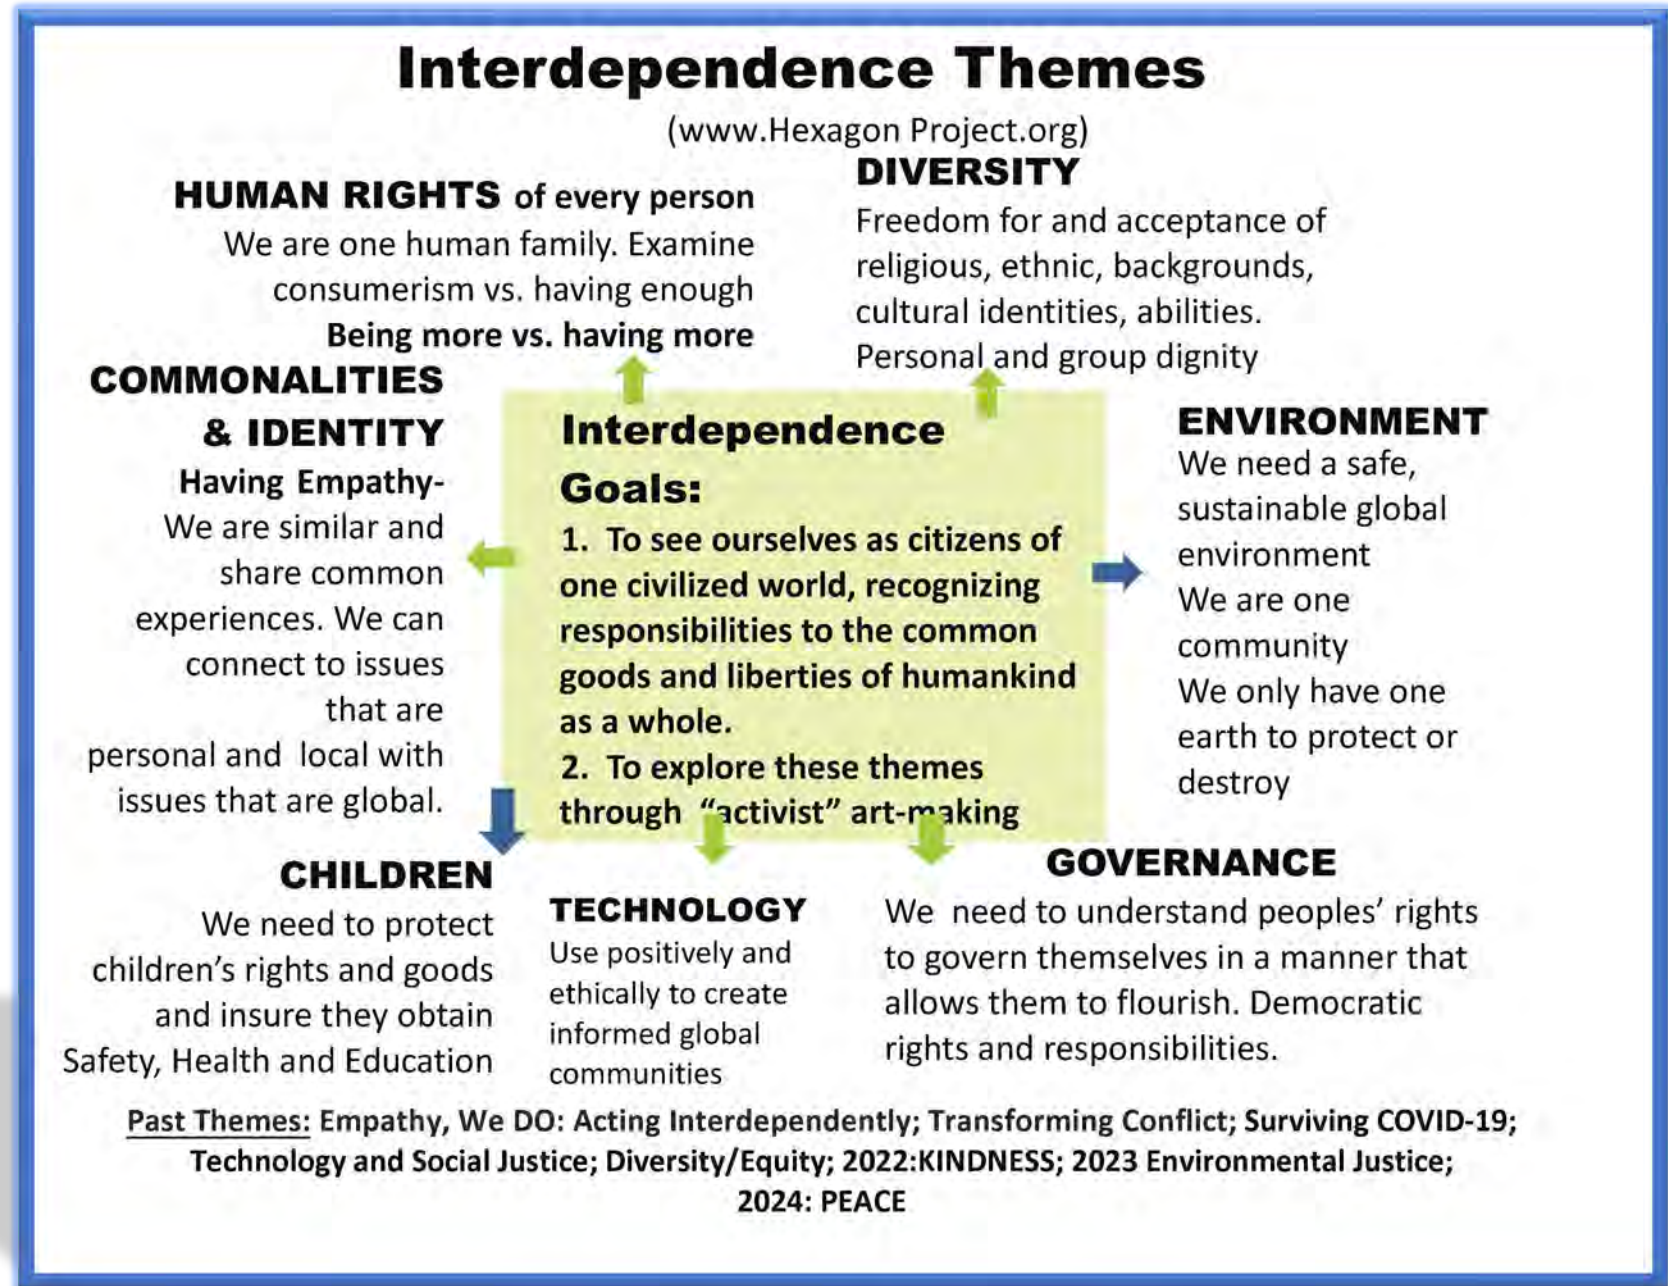 Interdependence Themes
(www.Hexagon Project.org)
HUMAN RIGHTS of every person
We are one human family. Examine
consumerism vs. having enough
Being more vs. having more
DIVERSITY
Freedom for and acceptance of
religious, ethnic, backgrounds,
cultural identities, abilities.
Personal and group dignity
COMMONALITIES
& IDENTITY
Having Empathy-
We are similar and
share common
experiences. We can
connect to issues
that are
personal and local with
issues that are global.
Interdependence
Goals:
1. To see ourselves as citizens of
one civilized world, recognizing
responsibilities to the common
goods and liberties of humankind
as a whole.
2. To explore these themes
through “activist” art-making
ENVIRONMENT
We need a safe,
sustainable global
environment
We are one
community
We only have one
earth to protect or
destroy
CHILDREN
We need to protect
children’s rights and goods
and insure they obtain
Safety, Health and Education
TECHNOLOGY
Use positively and
ethically to create
informed global
communities
GOVERNANCE
We need to understand peoples’ rights
to govern themselves in a manner that
allows them to flourish. Democratic
rights and responsibilities.
Past Themes: Empathy, We DO: Acting Interdependently; Transforming Conflict; Surviving COVID-19;
Technology and Social Justice; Diversity/Equity; 2022:KINDNESS; 2023 Environmental Justice;
2024: PEACE